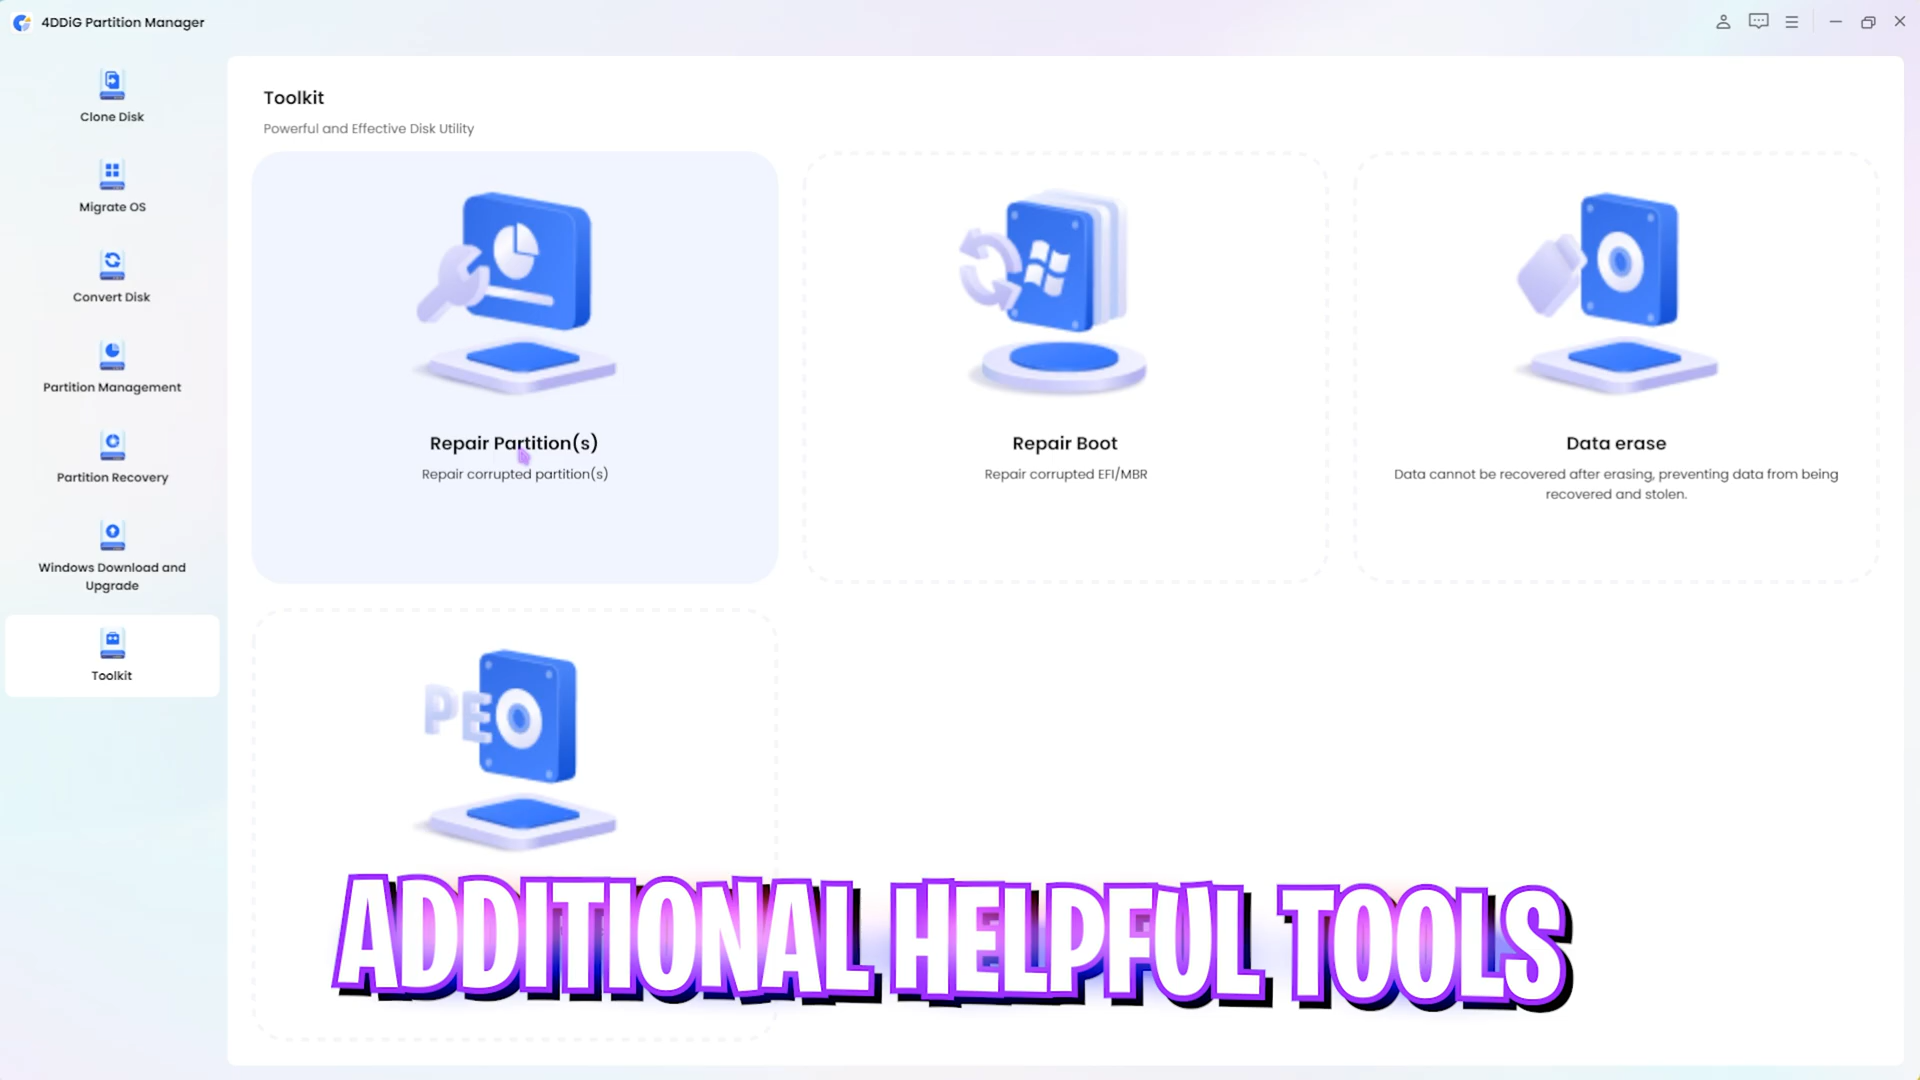 4DDiG Partition Manager
Clone Disk
Migrate OS
Convert Disk
Partition Management
Partition Recovery
Windows Download and
Upgrade
Toolkit
Toolkit
Powerful and Effective Disk Utility
Repair Partition(s)
Repair corrupted partition(s)
Repair Boot
Repair corrupted EFI/MBR
Data erase
Data cannot be recovered after erasing, preventing data from being
recovered and stolen.
PE
ADDITIONAL HELPFUL TOOLS